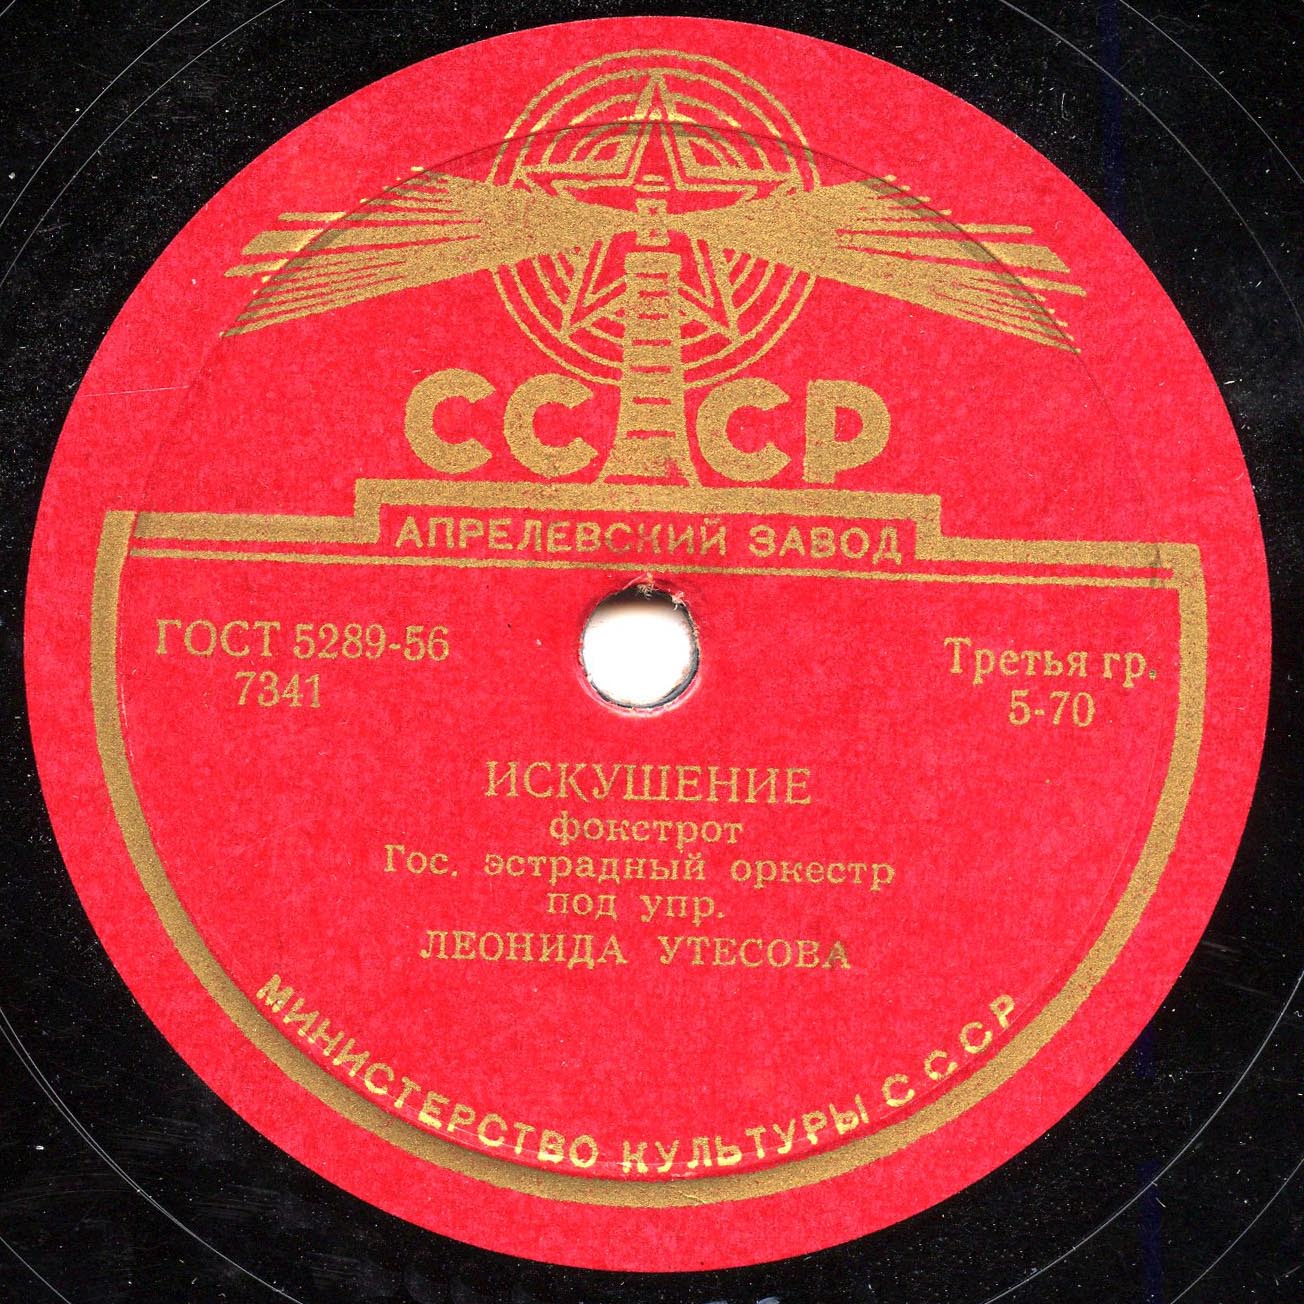 СССР
АПРЕЛЕВСКИЙ ЗАВОД
ГОСТ 5289-56
7341
Третья гр.
5-70
ИСКУШЕНИЕ
фокстрот
Гос. эстрадный оркестр
под упр.
ЛЕОНИДА УТЕСОВА
МИНИСТЕРСТВО КУЛЬТУРЫ СССР